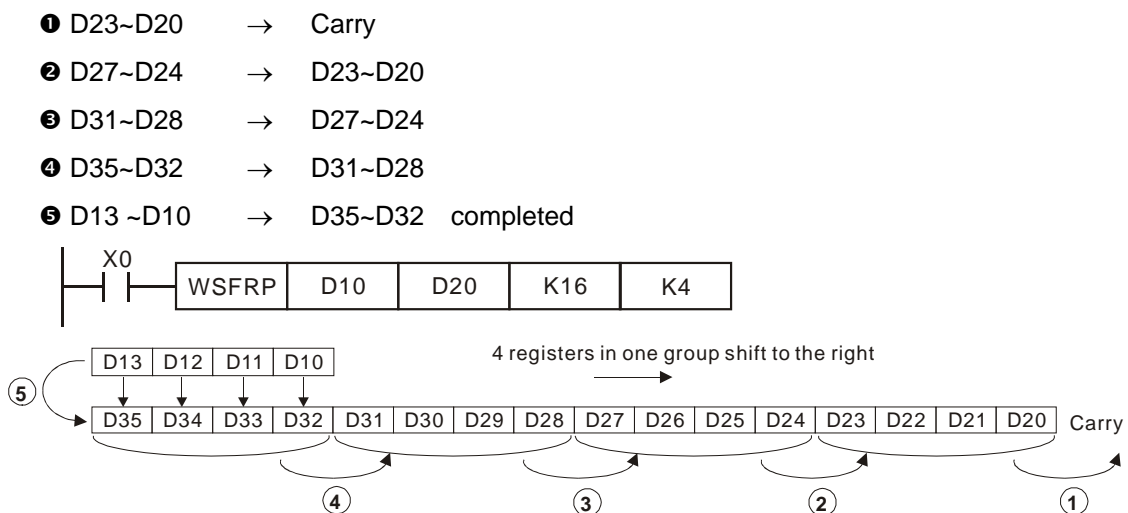 ❶ D23~D20 → Carry
❷ D27~D24 → D23~D20
❸ D31~D28 → D27~D24
❹ D35~D32 → D31~D28
❺ D13 ~D10 → D35~D32 completed
X0
WSFRP D10 D20 K16 K4
D13 D12 D11 D10 4 registers in one group shift to the right
5
D35 D34 D33 D32 D31 D30 D29 D28 D27 D26 D25 D24 D23 D22 D21 D20 Carry
4 3 2 1